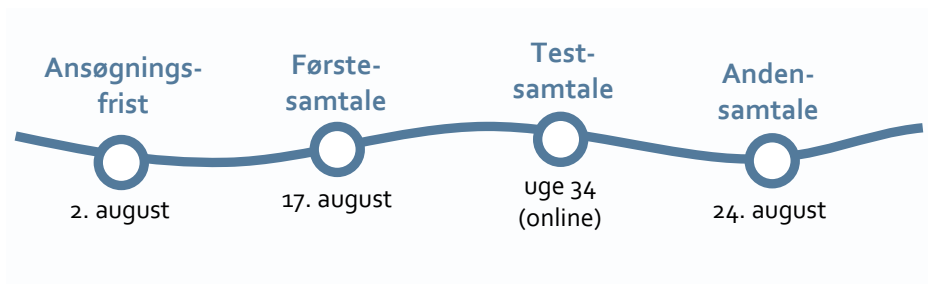 Ansøgnings-
frist
2. august
Første-
samtale
17. august
Test-
samtale
uge 34
(online)
Anden-
samtale
24. august